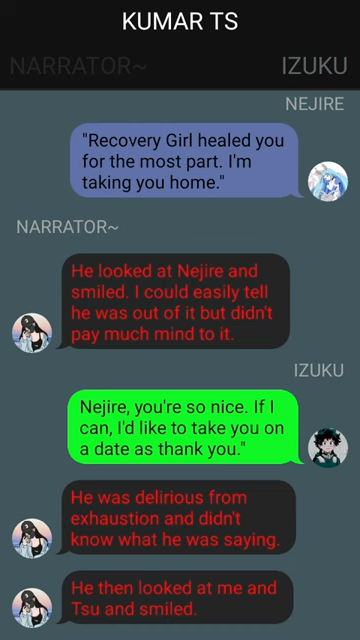 KUMAR TS
NARRATOR~
IZUKU
NEJIRE
"Recovery Girl healed you
for the most part. I'm
taking you home."
NARRATOR~
He looked at Nejire and
smiled. I could easily tell
he was out of it but didn't
pay much mind to it.
IZUKU
Nejire, you're so nice. If I
can, I'd like to take you on
a date as thank you."
He was delirious from
exhaustion and didn't
know what he was saying.
He then looked at me and
Tsu and smiled.